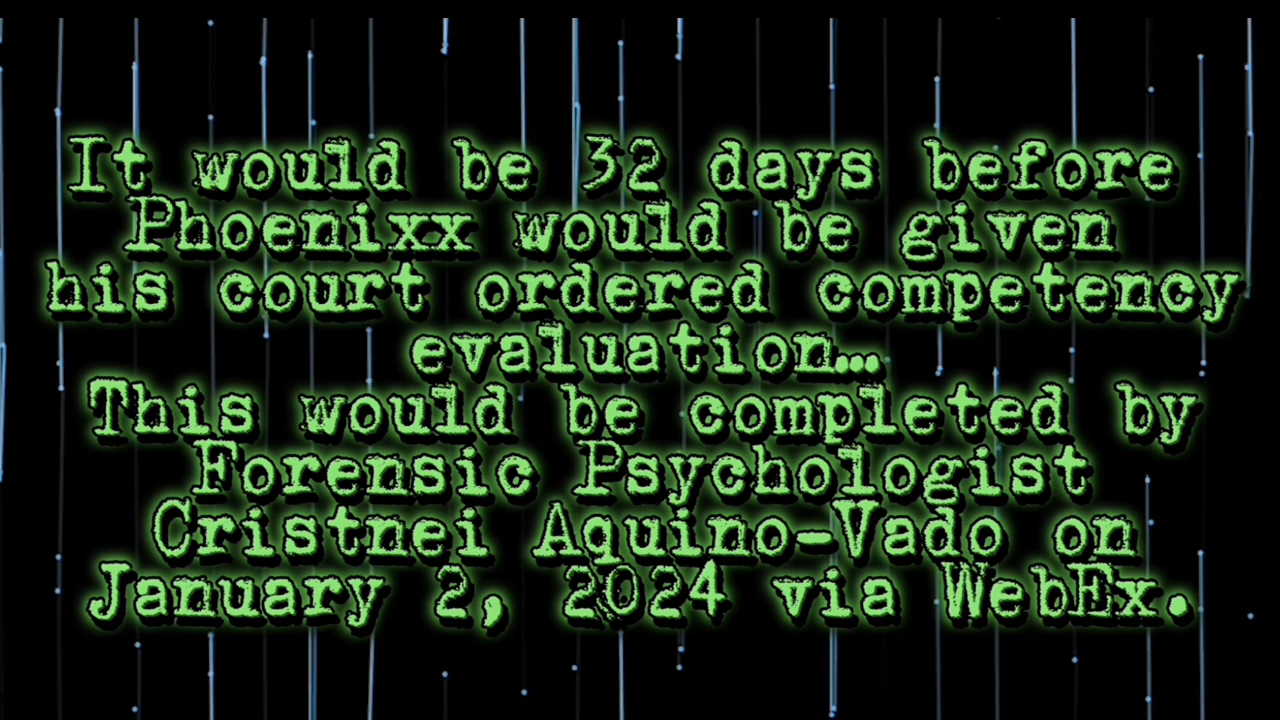 It would be 32 days before
Phoenixx would be given
his court ordered competency
evaluation…
This would be completed by
Forensic Psychologist
Cristnei Aquino-Vado on
January 2, 2024 via WebEx.